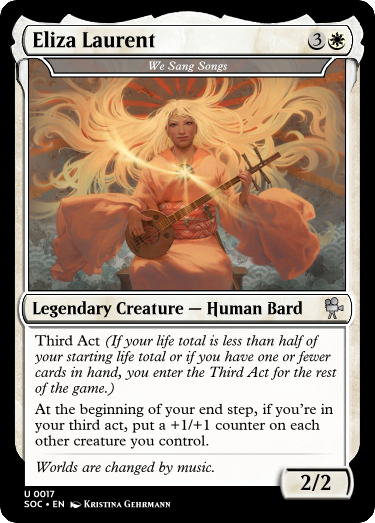 Eliza Laurent 3
We Sang Songs
Legendary Creature — Human Bard
Third Act (If your life total is less than half of
your starting life total or if you have one or fewer
cards in hand, you enter the Third Act for the rest
of the game.)
At the beginning of your end step, if you're in
your third act, put a +1/+1 counter on each
other creature you control.
Worlds are changed by music.
2/2
U 0017
SOC • EN Kristina Gehrmann